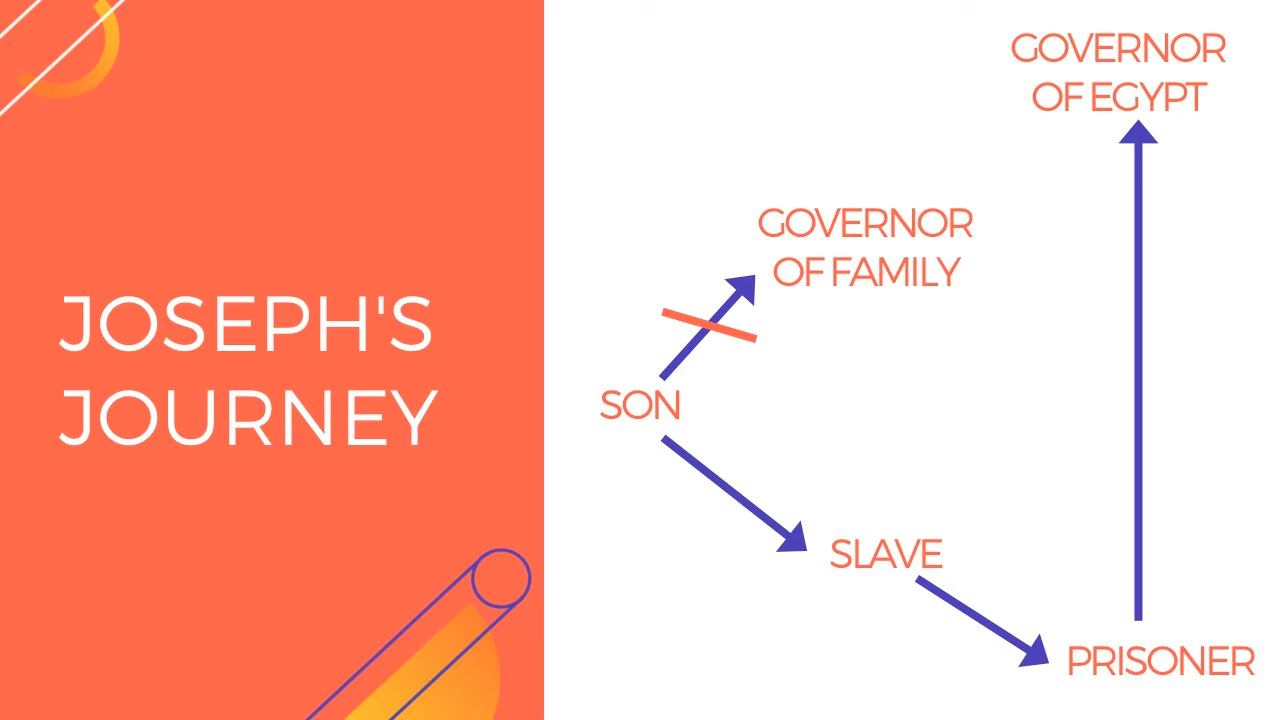 JOSEPH'S
JOURNEY
GOVERNOR
OF EGYPT
GOVERNOR
OF FAMILY
SON
SLAVE
PRISONER